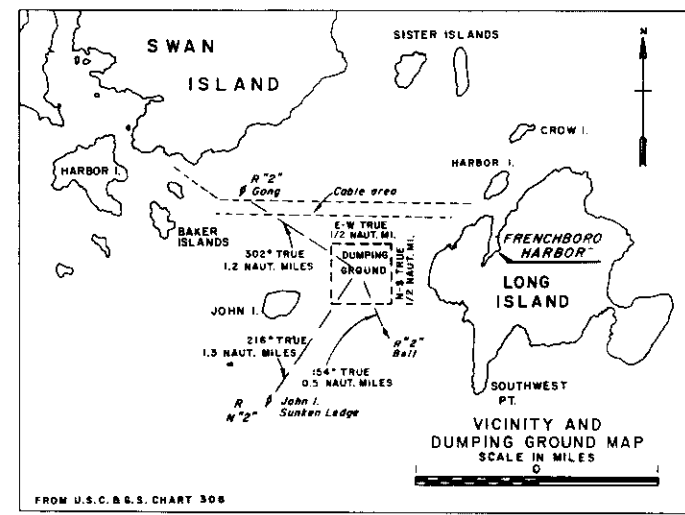 SISTER ISLANDS
SWAN
ISLAND
N
CROW I.
HARBOR I.
HARBOR I.
R "2"
Gong
Cable area
BAKER
ISLANDS
E-W TRUE
1/2 NAUT. MI.
302° TRUE
1.2 NAUT. MILES
DUMPING
GROUND
N-S TRUE
1/2 NAUT. MI.
FRENCHBORO
HARBOR
LONG
ISLAND
JOHN I.
216° TRUE
1.3 NAUT. MILES
R "2"
Bell
154° TRUE
0.5 NAUT. MILES
R
N "2"
John I.
Sunken Ledge
SOUTHWEST
PT.
VICINITY AND
DUMPING GROUND MAP
SCALE IN MILES
0
FROM U.S.C. & G.S. CHART 308